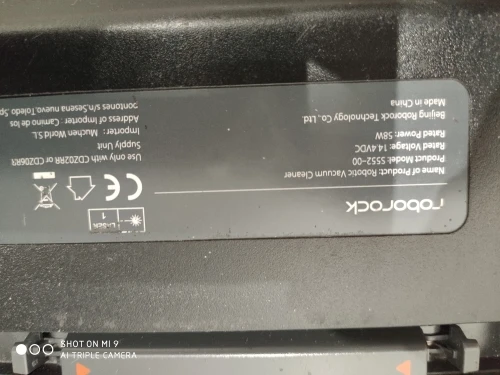 roborock
Name of Product: Robotic Vacuum Cleaner
Product Model: S552-00
Rated Voltage: 14.4VDC
Rated Power: 58W
Beijing Roborock Technology Co., Ltd.
Made in China
LASER
1
CE
Use only with CDZ02RR or CDZ06RR
Supply Unit
Importer: Muchen World S.L
Address of Importer: Camino de los
pontones s/n,Sesena nuevo,Toledo,Sp
SHOT ON MI 9
AI TRIPLE CAMERA